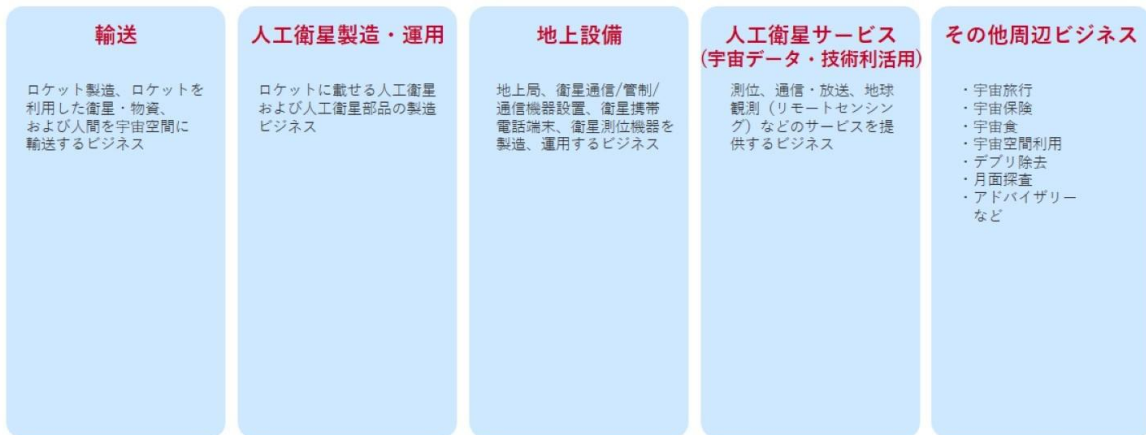 輸送
ロケット製造、ロケットを
利用した衛星・物資、
および人間を宇宙空間に
輸送するビジネス
人工衛星製造・運用
ロケットに載せる人工衛星
および人工衛星部品の製造
ビジネス
地上設備
地上局、衛星通信/管制/
通信機器設置、衛星携帯
電話端末、衛星測位機器を
製造、運用するビジネス
人工衛星サービス
(宇宙データ・技術利活用)
測位、通信・放送、地球
観測（リモートセンシン
グ）などのサービスを提
供するビジネス
その他周辺ビジネス
・宇宙旅行
・宇宙保険
・宇宙食
・宇宙空間利用
・デブリ除去
・月面探査
・アドバイザリー
など